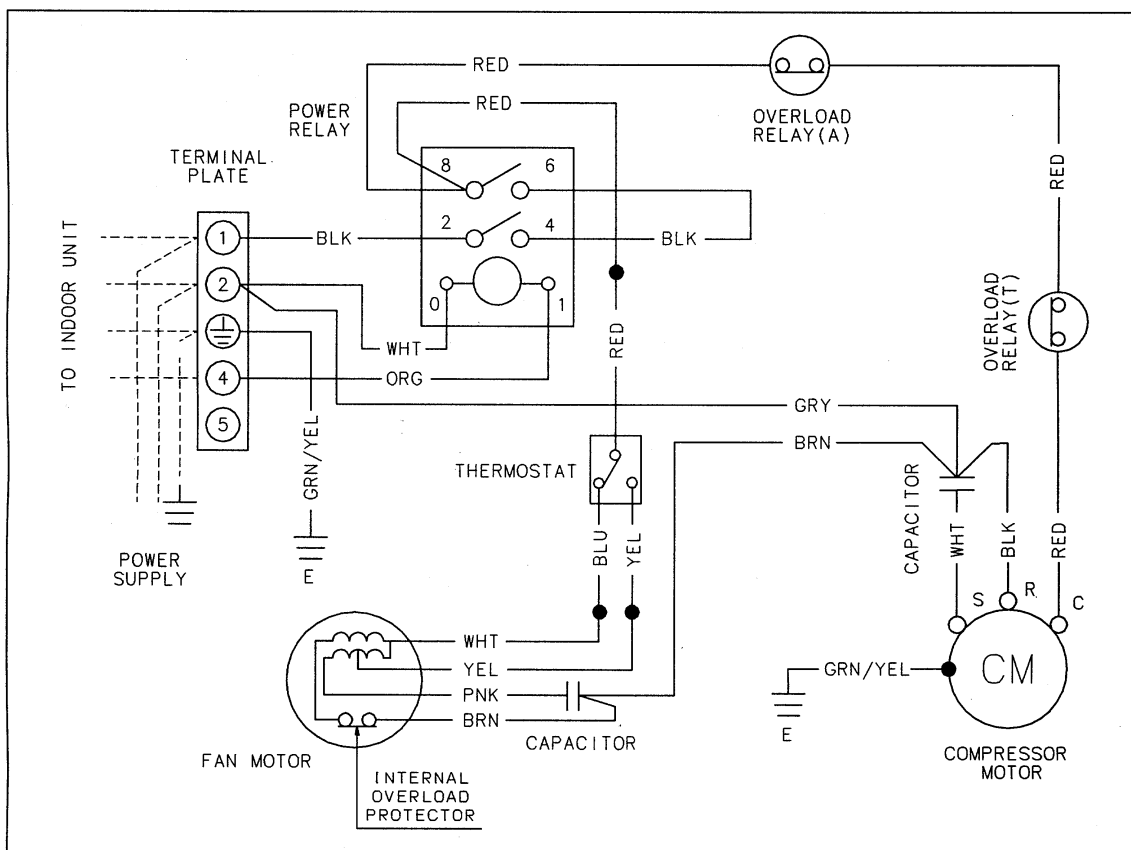 RED
RED
POWER
RELAY
OVERLOAD
RELAY(A)
TERMINAL
PLATE
8
6
RED
1
BLK
2
4
BLK
TO INDOOR UNIT
2
0
1
OVERLOAD
RELAY(T)
WHT
RED
4
ORG
5
GRY
GRN/YEL
BRN
THERMOSTAT
CAPACITOR
WHT
BLK
RED
BLU
YEL
POWER
SUPPLY
E
S
R
C
WHT
YEL
GRN/YEL
CM
PNK
BRN
CAPACITOR
E
FAN MOTOR
COMPRESSOR
MOTOR
INTERNAL
OVERLOAD
PROTECTOR